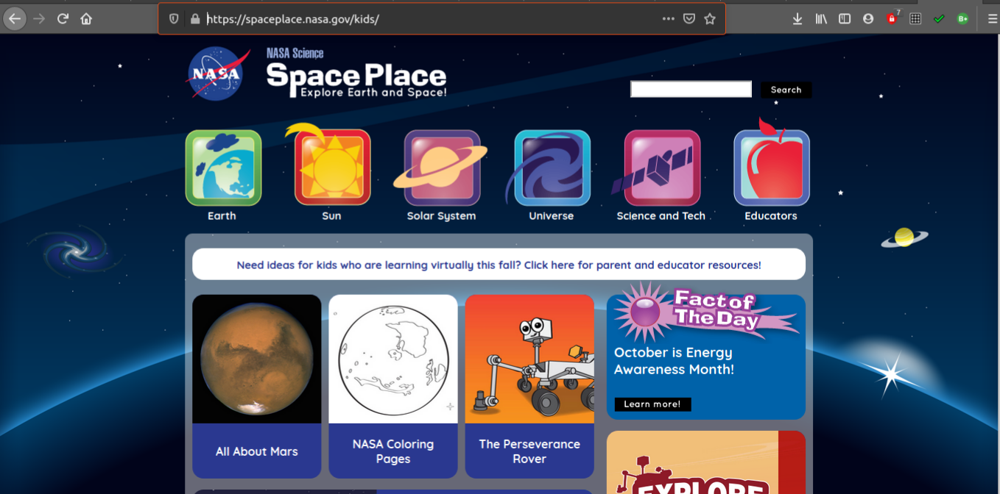 https://spaceplace.nasa.gov/kids/
7
B+
NASA
NASA Science
Space Place
Explore Earth and Space!
Search
Earth
Sun
Solar System
Universe
Science and Tech
Educators
Need ideas for kids who are learning virtually this fall? Click here for parent and educator resources!
Fact of
The Day
October is Energy
Awareness Month!
Learn more!
All About Mars
NASA Coloring
Pages
The Perseverance
Rover
EXPLORE